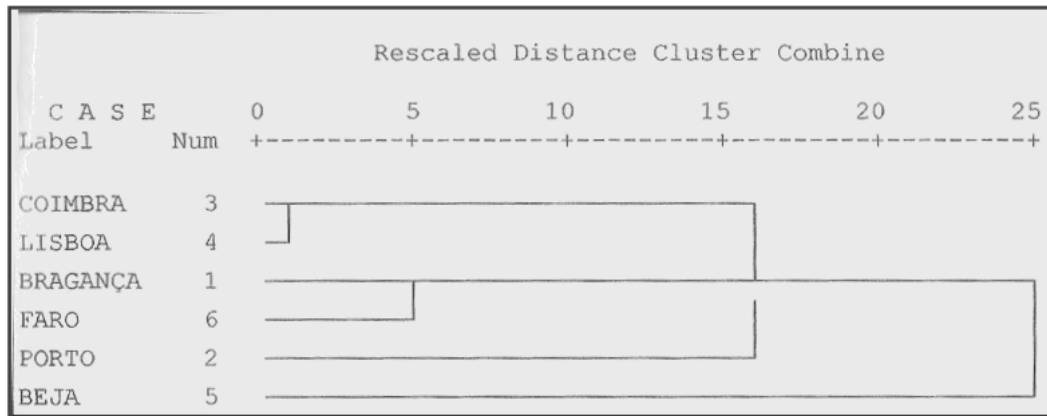 Rescaled Distance Cluster Combine
C A S E 0 5 10 15 20 25
Label Num +---------+---------+---------+---------+---------+
COIMBRA 3
LISBOA 4
BRAGANÇA 1
FARO 6
PORTO 2
BEJA 5